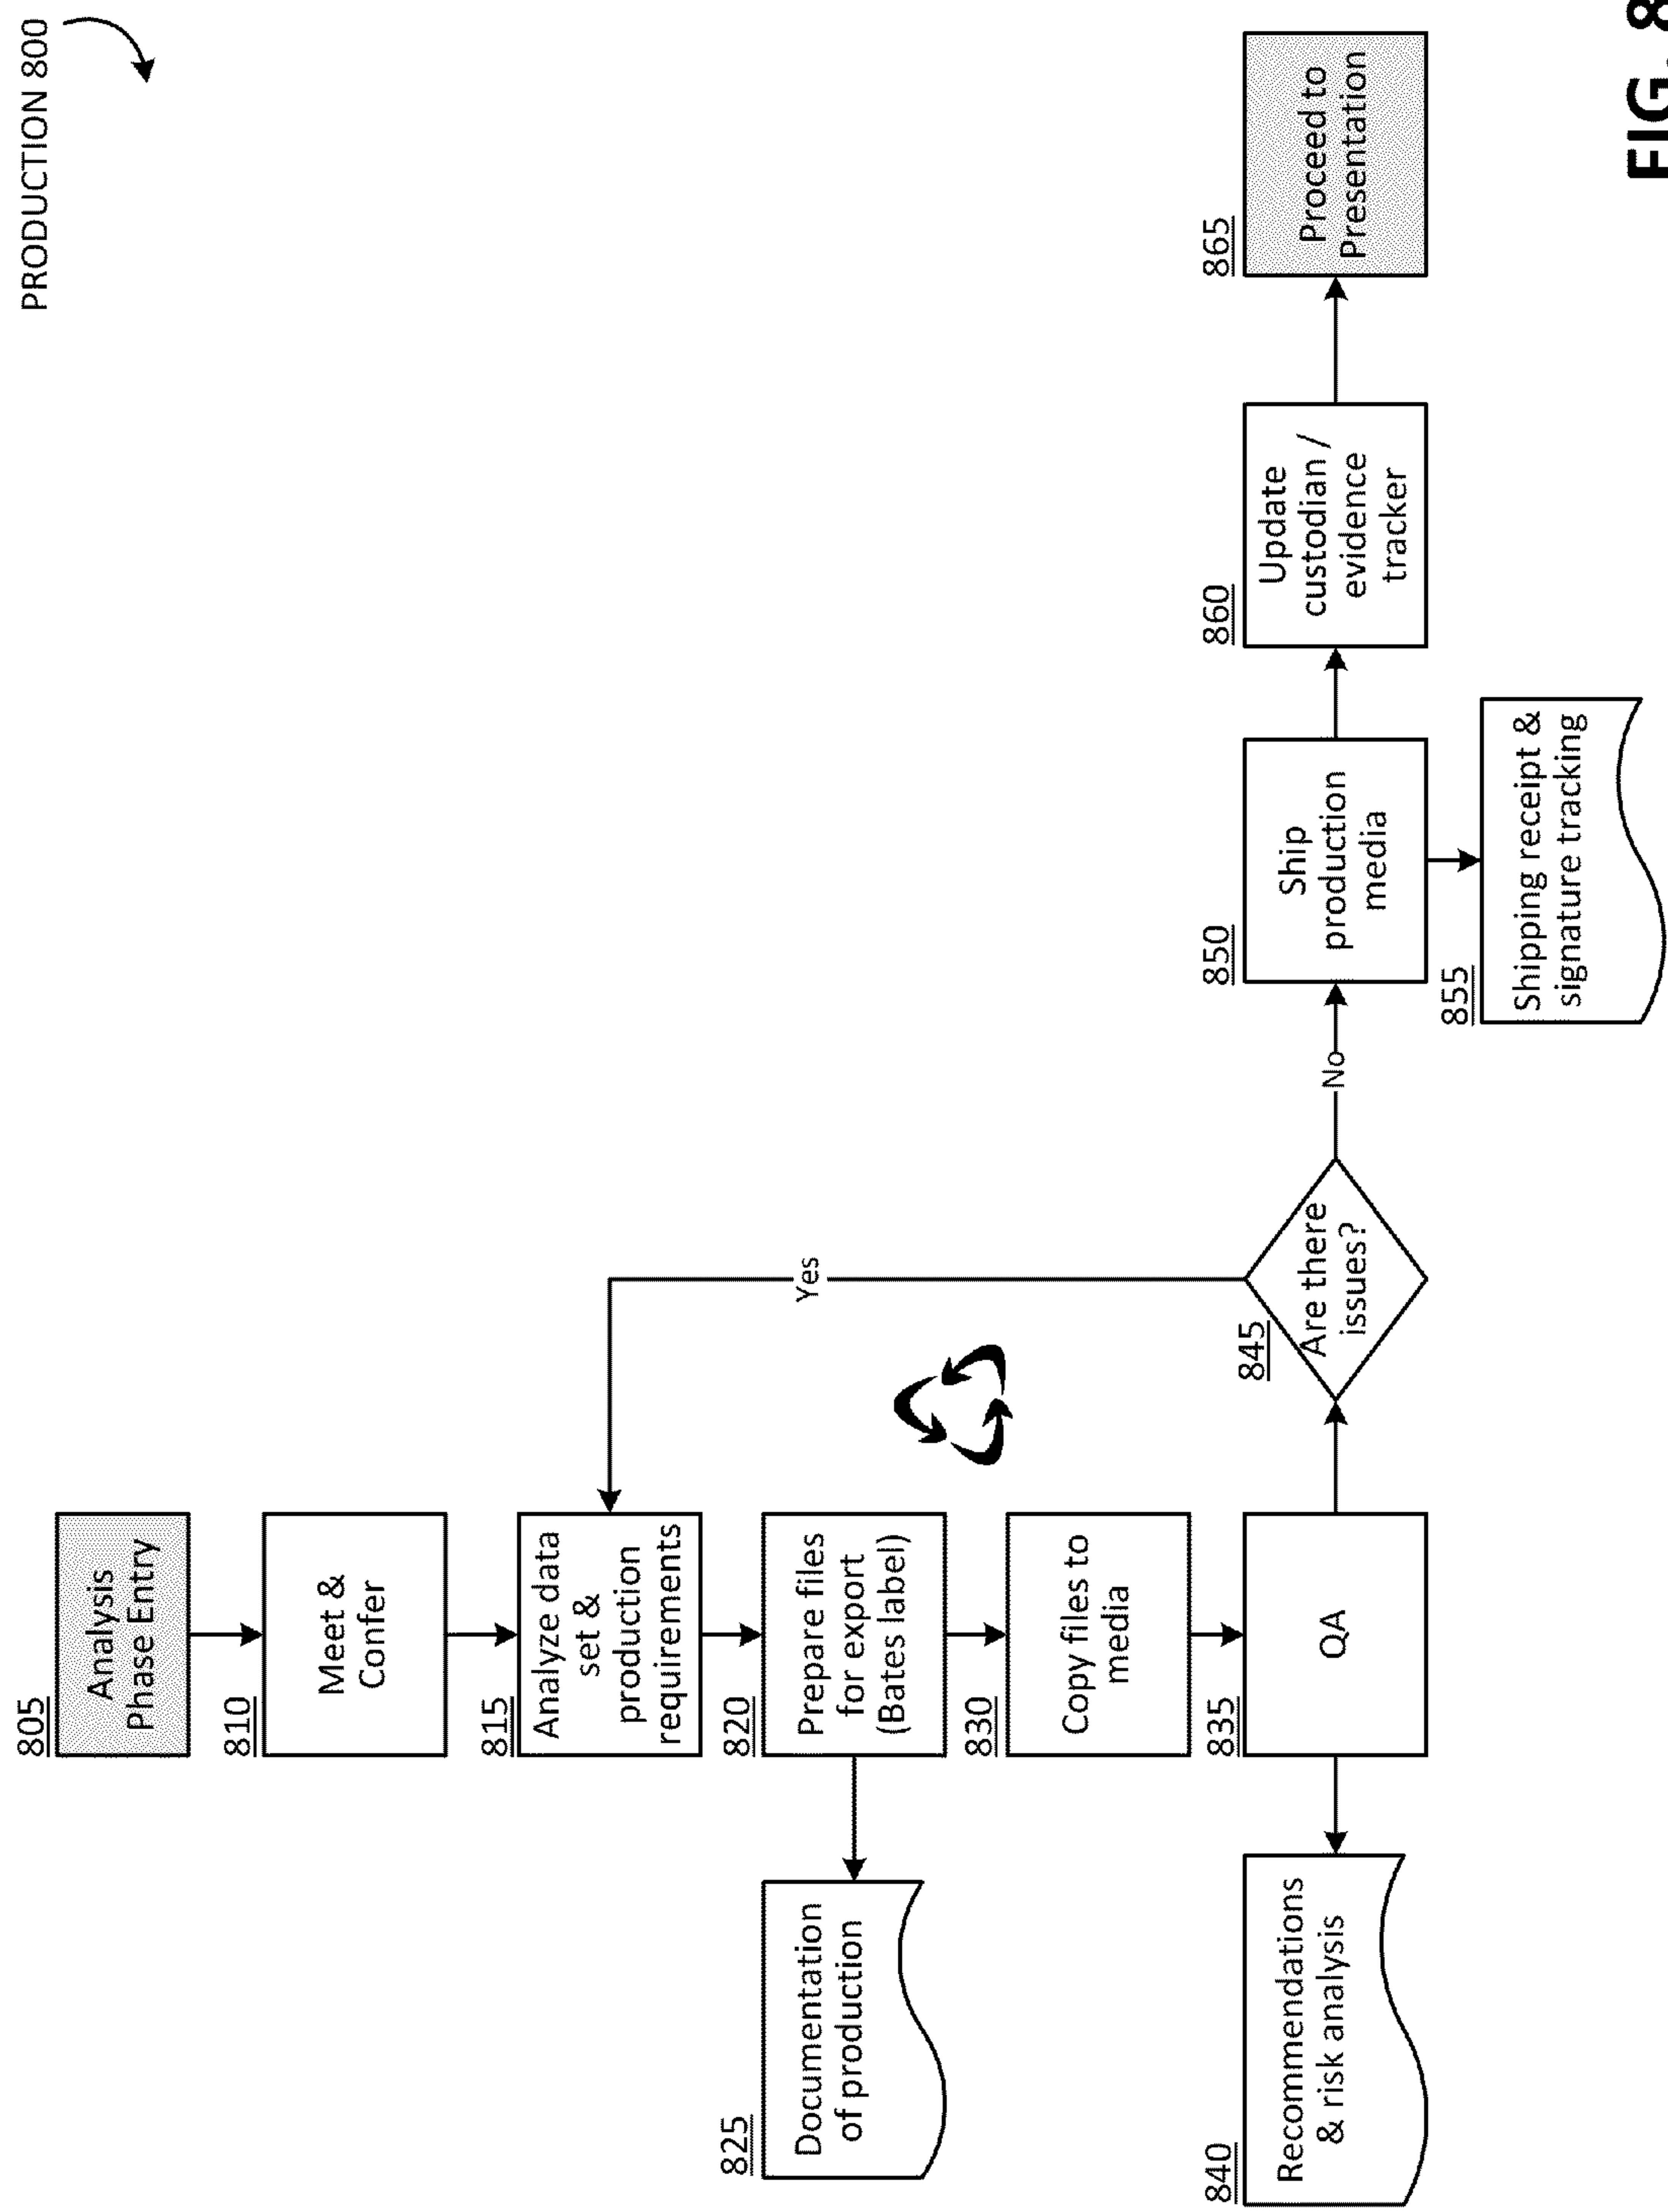 PRODUCTION 800
805
Analysis
Phase Entry
810
Meet &
Confer
815
Analyze data
set &
production
requirements
820
Prepare files
for export
(Bates label)
825
Documentation
of production
830
Copy files to
media
835
QA
840
Recommendations
& risk analysis
845
Are there
issues?
Yes
No
850
Ship
production
media
855
Shipping receipt &
signature tracking
860
Update
custodian /
evidence
tracker
865
Proceed to
Presentation
FIG. 8